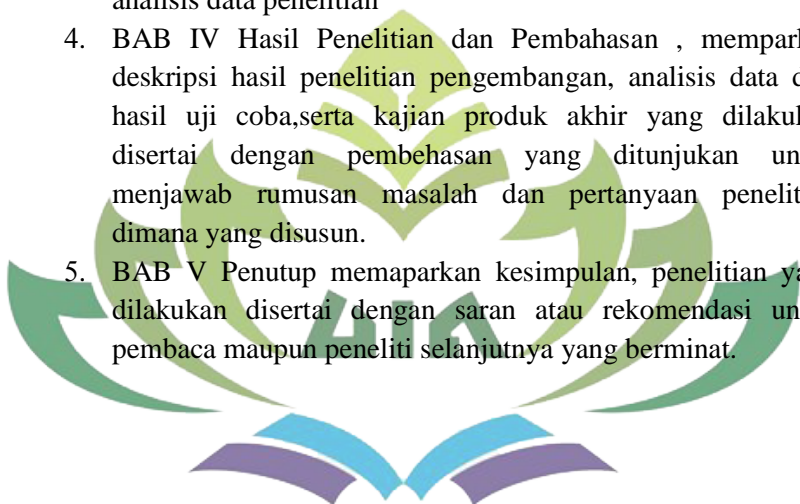 analisis data penelitian
4. BAB IV Hasil Penelitian dan Pembahasan , mempark
deskripsi hasil penelitian pengembangan, analisis data d
hasil uji coba,serta kajian produk akhir yang dilakuk
disertai dengan pembehasan yang ditunjukan un
menjawab rumusan masalah dan pertanyaan penelit
dimana yang disusun.
5. BAB V Penutup memaparkan kesimpulan, penelitian ya
dilakukan disertai dengan saran atau rekomendasi un
pembaca maupun peneliti selanjutnya yang berminat.
UIN